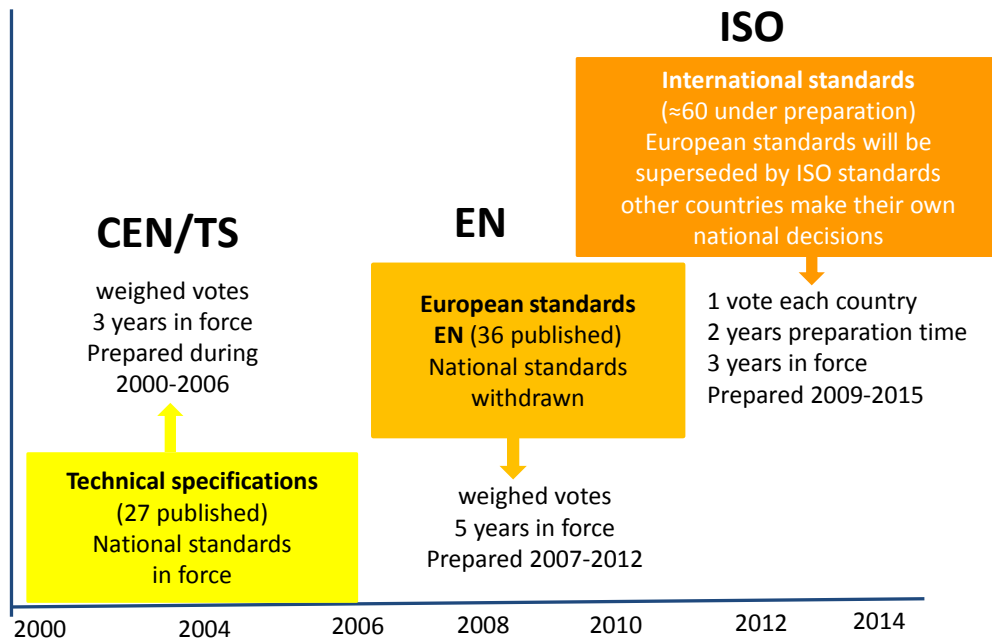 ISO
International standards
(≈60 under preparation)
European standards will be
superseded by ISO standards
other countries make their own
national decisions
1 vote each country
2 years preparation time
3 years in force
Prepared 2009-2015
EN
European standards
EN (36 published)
National standards
withdrawn
weighed votes
5 years in force
Prepared 2007-2012
CEN/TS
weighed votes
3 years in force
Prepared during
2000-2006
Technical specifications
(27 published)
National standards
in force
2000 2004 2006 2008 2010 2012 2014